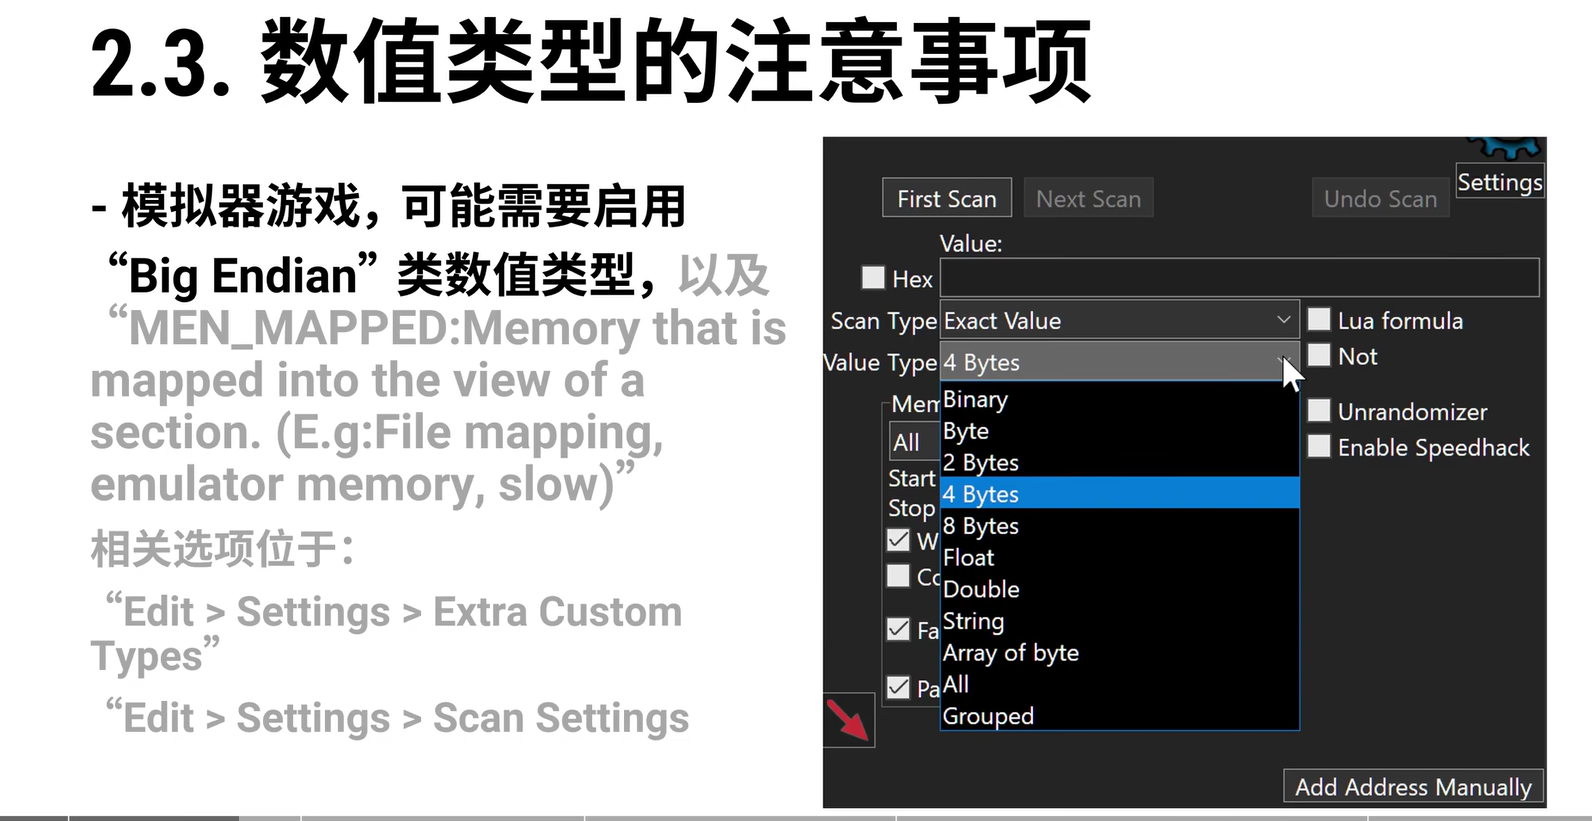 2.3. 数值类型的注意事项
- 模拟器游戏，可能需要启用
“Big Endian” 类数值类型，以及
“MEN_MAPPED:Memory that is
mapped into the view of a
section. (E.g:File mapping,
emulator memory, slow)”
相关选项位于：
“Edit > Settings > Extra Custom
Types”
“Edit > Settings > Scan Settings
Settings
First Scan
Next Scan
Undo Scan
Value:
Hex
Scan Type Exact Value
Lua formula
Value Type 4 Bytes
Not
Mem
All
Start
Stop
W
Co
Fa
Pa
Binary
Byte
2 Bytes
4 Bytes
8 Bytes
Float
Double
String
Array of byte
All
Grouped
Unrandomizer
Enable Speedhack
Add Address Manually